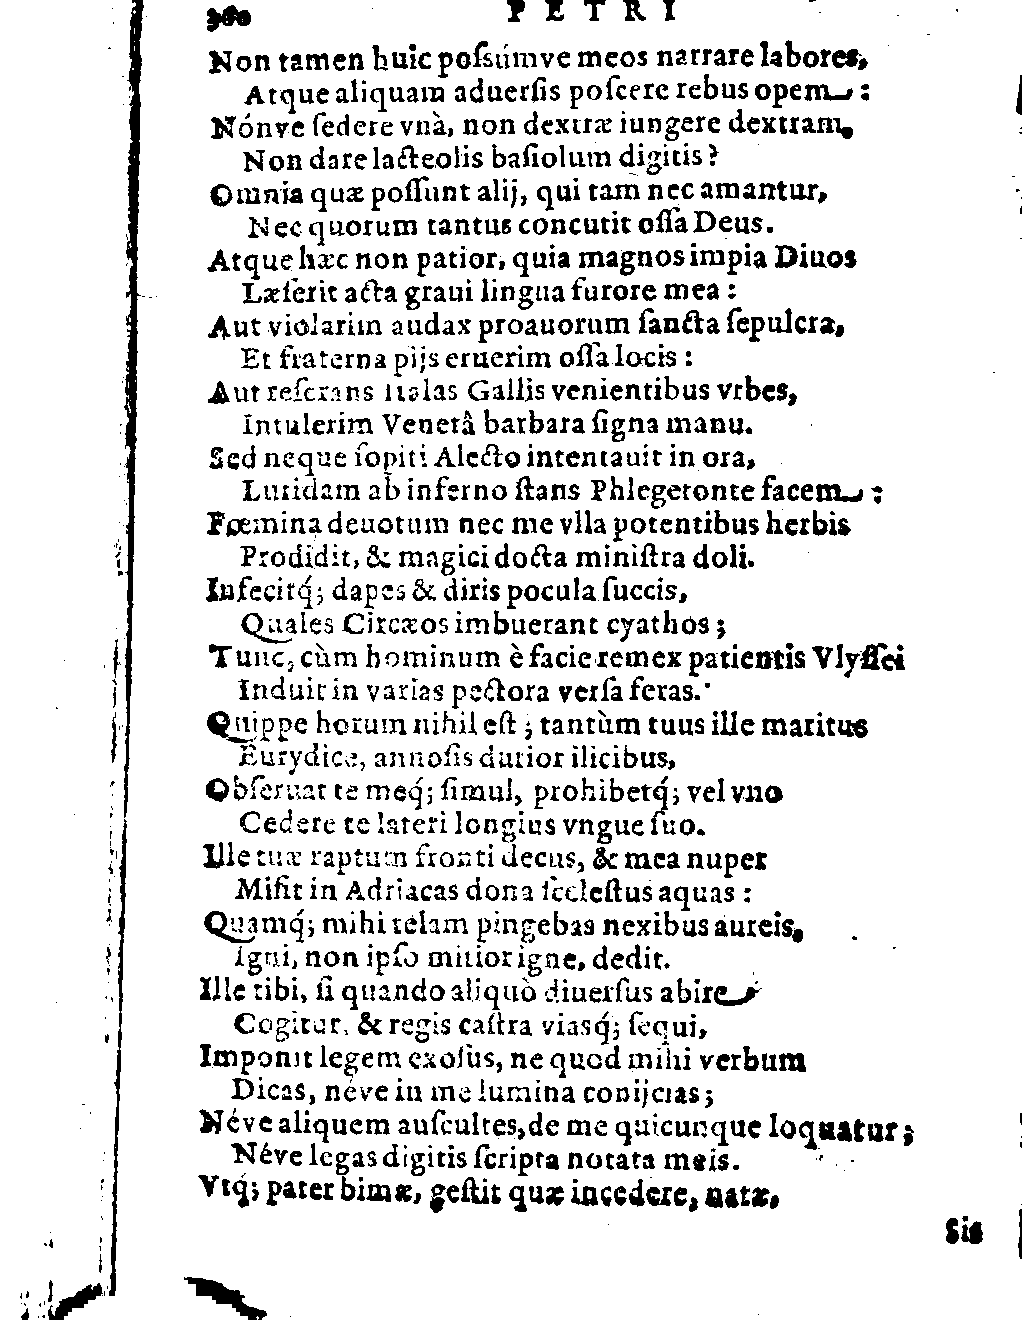 360 PETRI
Non tamen huic poſsúmve meos narrare labores,
Atque aliquam aduerſis poſcere rebus opem :
Nónve ſedere vnà, non dextræ iungere dextram,
Non dare lacteolis baſiolum digitis?
Omnia quæ poſſunt alij, qui tam nec amantur,
Nec quorum tantus concutit oſſa Deus.
Atque hæc non patior, quia magnos impia Diuos
Læſerit acta graui lingua furore mea :
Aut violarim audax proauorum ſancta ſepulcra,
Et fraterna pijs eruerim oſſa locis :
Aut reſerans Italas Gallis venientibus vrbes,
Intulerim Venetâ barbara ſigna manu.
Sed neque ſopiti Alecto intentauit in ora,
Luridam ab inferno ſtans Phlegetonte facem :
Fœmina deuotum nec me vlla potentibus herbis
Prodidit, & magici docta miniſtra doli.
Infecitq́; dapes & diris pocula ſuccis,
Quales Circæos imbuerant cyathos ;
Tunc, cùm hominum è facie remex patientis Vlyſſei
Induit in varias pectora verſa feras.
Quippe horum nihil eſt ; tantùm tuus ille maritus
Eurydice, annoſis durior ilicibus,
Obſeruat te meq́; ſimul, prohibetq́; vel vno
Cedere te lateri longius vngue ſuo.
Ille tuæ raptum fronti decus, & mea nuper
Miſit in Adriacas dona ſceleſtus aquas :
Quamq́; mihi telam pingebas nexibus aureis,
Igni, non ipſo mitior igne, dedit.
Ille tibi, ſi quando aliquò diuerſus abire
Cogitur, & regis caſtra viasq́; ſequi,
Imponit legem exoſus, ne quod mihi verbum
Dicas, néve in me lumina conijcias ;
Néve aliquem auſcultes, de me quicunque loquatur ;
Néve legas digitis ſcripta notata meis.
Vtq́; pater bimæ, geſtit quæ incedere, natæ,
Sis